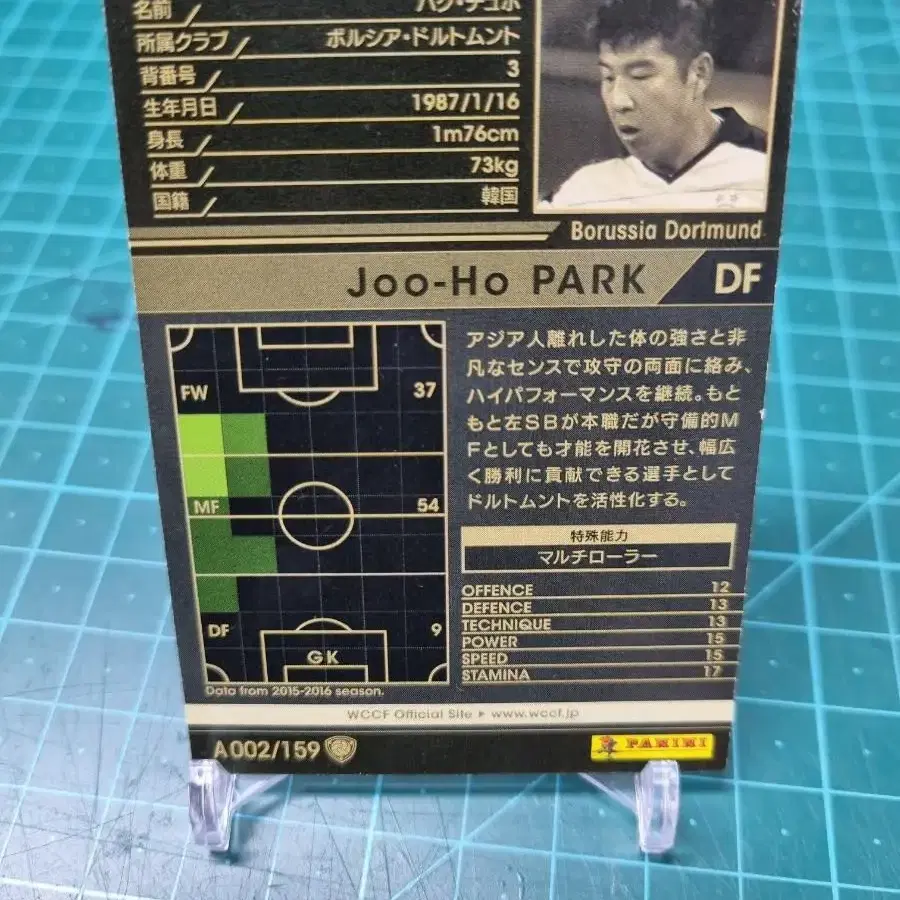 名前 パク・チュホ
所属クラブ ボルシア・ドルトムント
背番号 3
生年月日 1987/1/16
身長 1m76cm
体重 73kg
国籍 韓国
Borussia Dortmund
Joo-Ho PARK DF
FW 37
MF 54
DF 9
GK
Data from 2015-2016 season.
アジア人離れした体の強さと非
凡なセンスで攻守の両面に絡み、
ハイパフォーマンスを継続。もと
もと左SBが本職だが守備的M
Fとしても才能を開花させ、幅広
く勝利に貢献できる選手として
ドルトムントを活性化する。
特殊能力
マルチローラー
OFFENCE 12
DEFENCE 13
TECHNIQUE 13
POWER 15
SPEED 15
STAMINA 17
WCCF Official Site ▶ www.wccf.jp
A002/159
PANINI